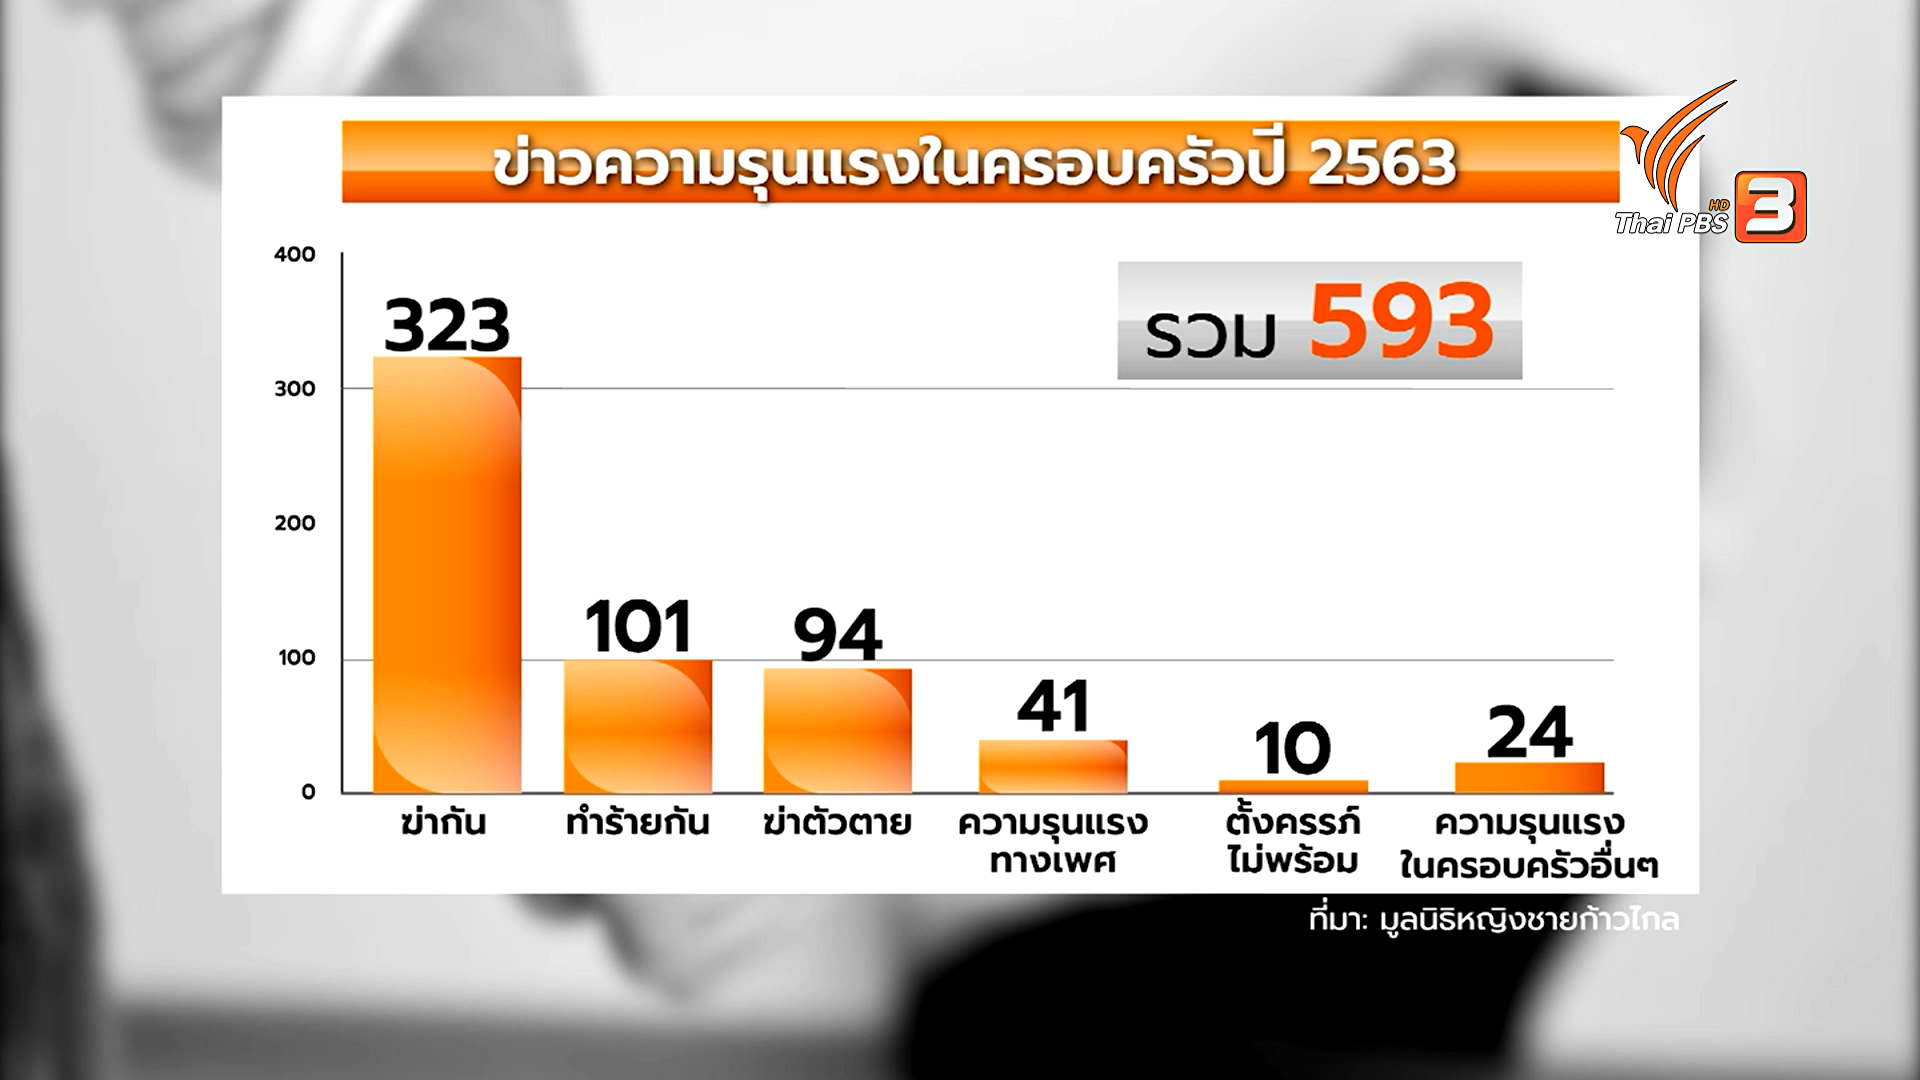 ข่าวความรุนแรงในครอบครัวปี 2563
HD
Thai PBS 3
รวม 593
400
300
200
100
0
323
101
94
41
10
24
ฆ่ากัน
ทำร้ายกัน
ฆ่าตัวตาย
ความรุนแรง
ทางเพศ
ตั้งครรภ์
ไม่พร้อม
ความรุนแรง
ในครอบครัวอื่นๆ
ที่มา: มูลนิธิหญิงชายก้าวไกล